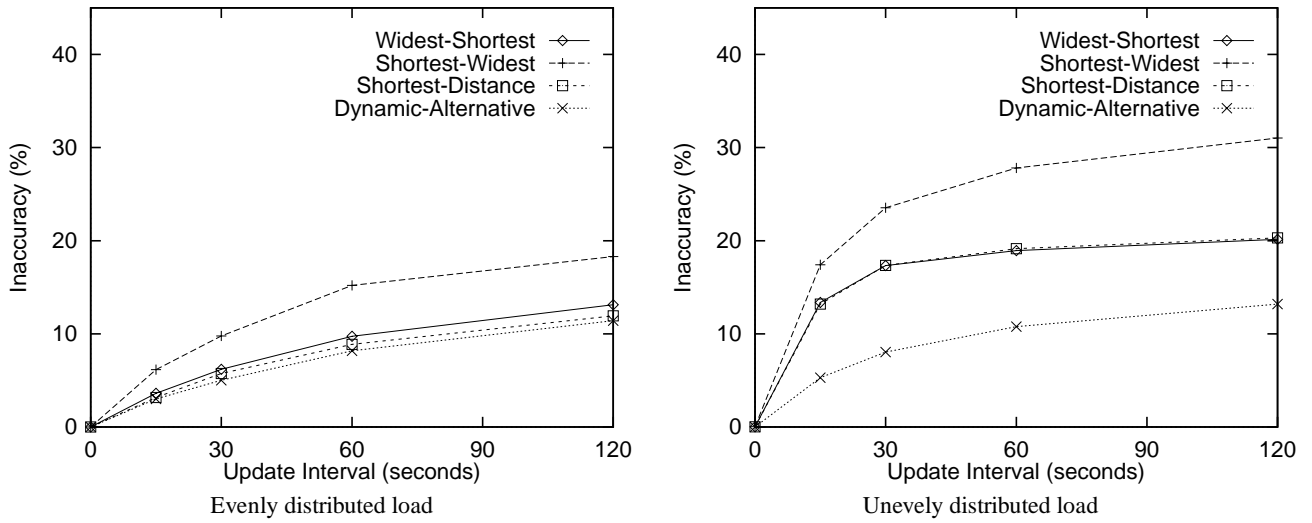 40
30
20
10
0
Inaccuracy (%)
Widest-Shortest
Shortest-Widest
Shortest-Distance
Dynamic-Alternative
0 30 60 90 120
Update Interval (seconds)
Evenly distributed load
40
30
20
10
0
Inaccuracy (%)
Widest-Shortest
Shortest-Widest
Shortest-Distance
Dynamic-Alternative
0 30 60 90 120
Update Interval (seconds)
Unevely distributed load